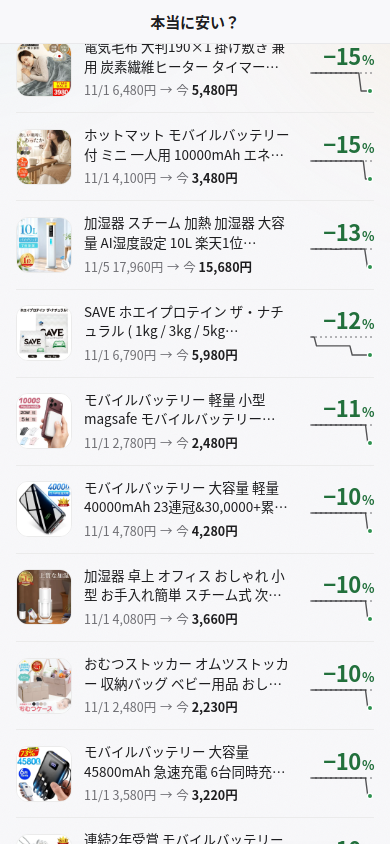 本当に安い？
電気毛布 大判190×1 掛け敷き 兼
用 炭素繊維ヒーター タイマー…
11/1 6,480円 → 今 5,480円
−15%
ホットマット モバイルバッテリー
付 ミニ 一人用 10000mAh エネ…
11/1 4,100円 → 今 3,480円
−15%
加湿器 スチーム 加熱 加湿器 大容
量 AI湿度設定 10L 楽天1位…
11/5 17,960円 → 今 15,680円
−13%
SAVE ホエイプロテイン ザ・ナチ
ュラル ( 1kg / 3kg / 5kg…
11/1 6,790円 → 今 5,980円
−12%
モバイルバッテリー 軽量 小型
magsafe モバイルバッテリー…
11/1 2,780円 → 今 2,480円
−11%
モバイルバッテリー 大容量 軽量
40000mAh 23連冠&30,0000+累…
11/1 4,780円 → 今 4,280円
−10%
加湿器 卓上 オフィス おしゃれ 小
型 お手入れ簡単 スチーム式 次…
11/1 4,080円 → 今 3,660円
−10%
おむつストッカー オムツストッカ
ー 収納バッグ ベビー用品 おし…
11/1 2,480円 → 今 2,230円
−10%
モバイルバッテリー 大容量
45800mAh 急速充電 6台同時充…
11/1 3,580円 → 今 3,220円
−10%
連続2年受賞 モバイルバッテリー